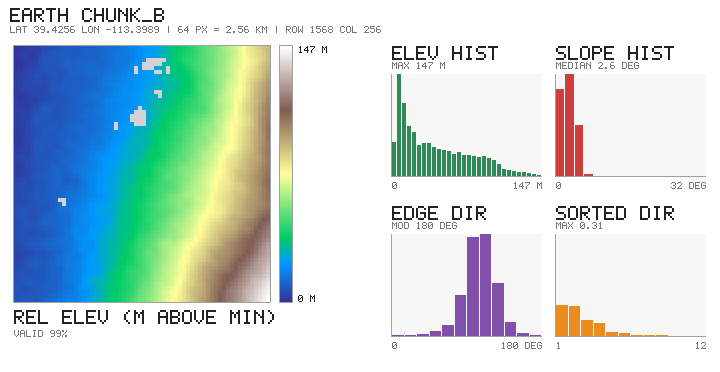 EARTH CHUNK_B
LAT 39.4256 LON -113.3989 | 64 PX = 2.56 KM | ROW 1568 COL 256
147 M
0 M
REL ELEV (M ABOVE MIN)
VALID 99%
ELEV HIST
MAX 147 M
0 147 M
SLOPE HIST
MEDIAN 2.6 DEG
0 32 DEG
EDGE DIR
MOD 180 DEG
0 180 DEG
SORTED DIR
MAX 0.31
1 12